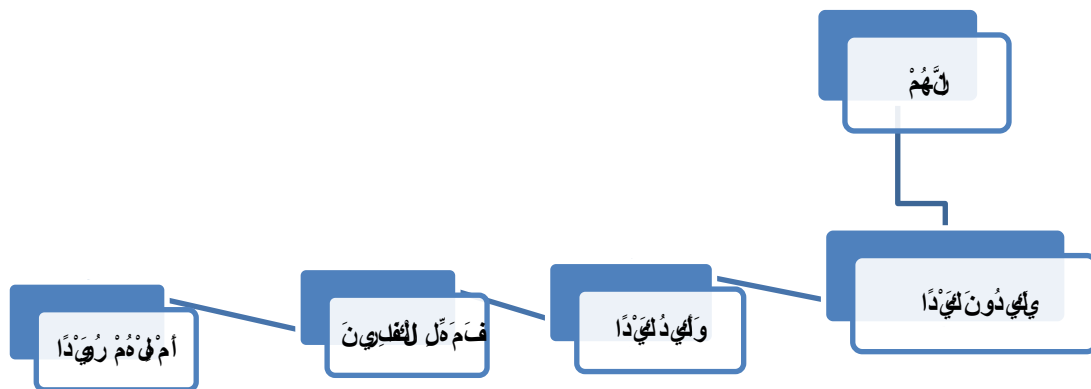 إِنَّهُمْ
يَكِيدُونَ كَيْدًا
وَأَكِيدُ كَيْدًا
فَمَهِّلِ الْكَافِرِينَ
أَمْهِلْهُمْ رُوَيْدًا